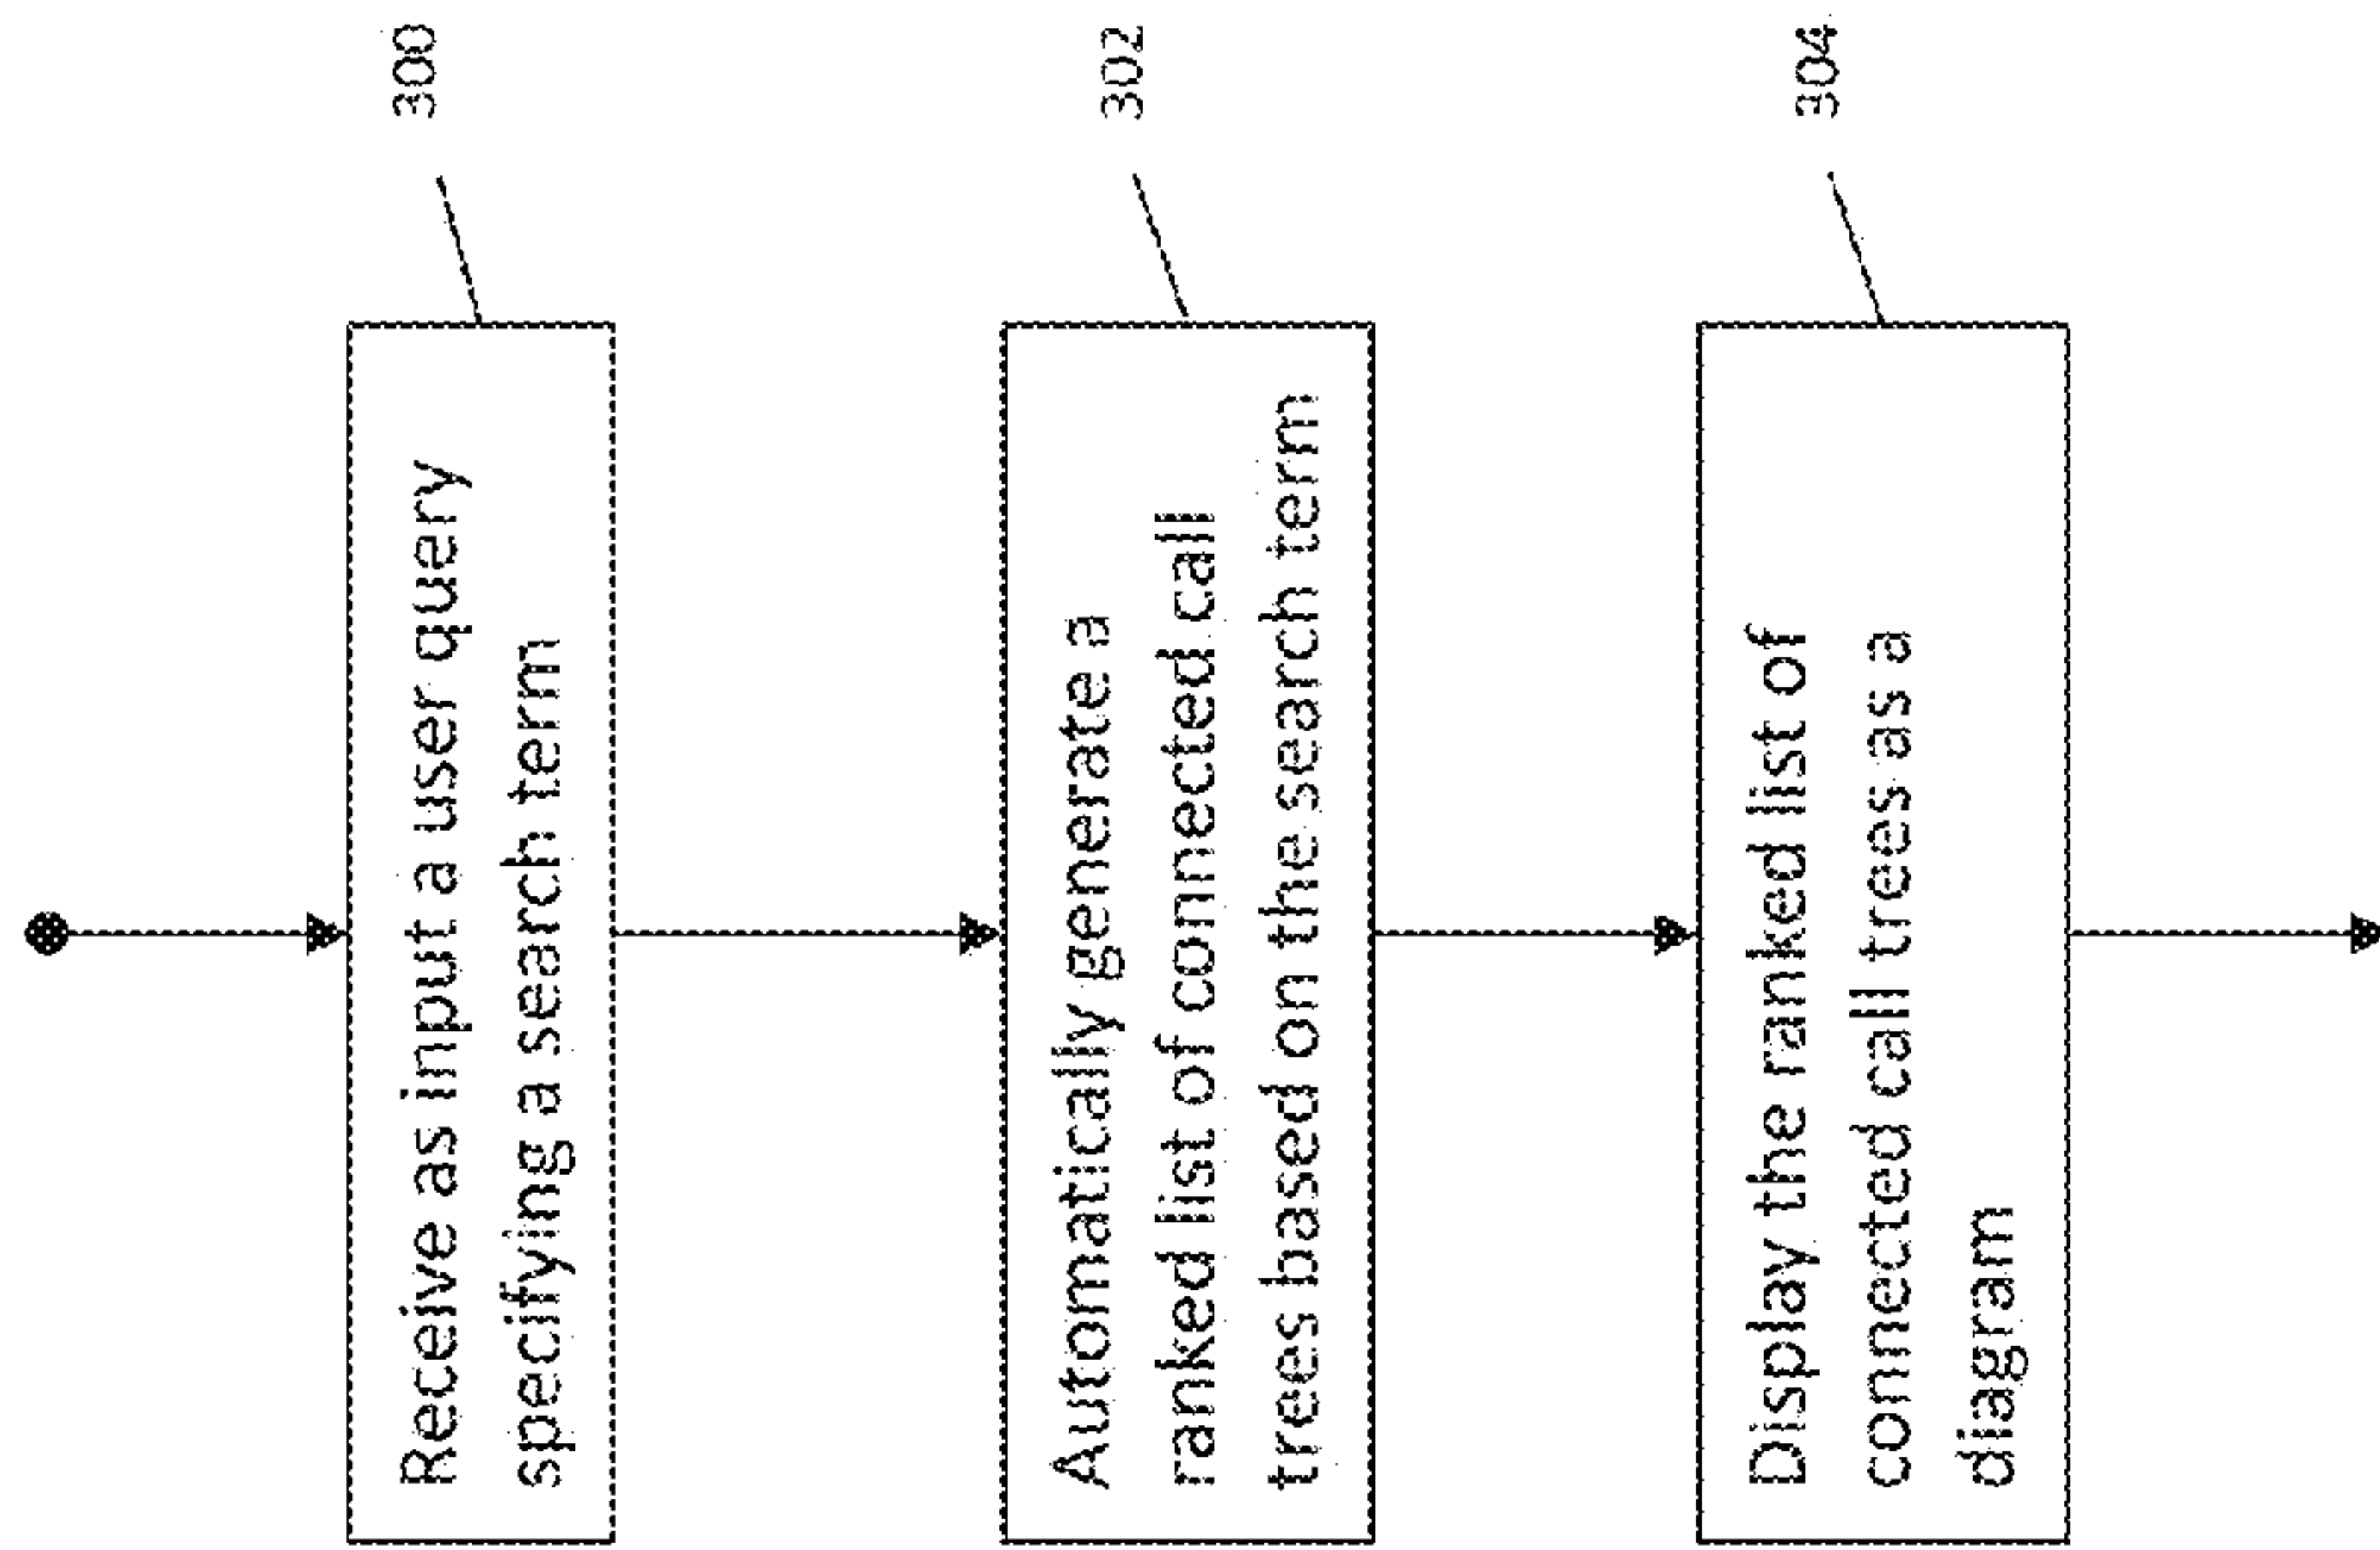 Receive as input a user query
specifying a search term
300
Automatically generate a
ranked list of connected call
trees based on the search term
302
Display the ranked list of
connected call trees as a
diagram
304